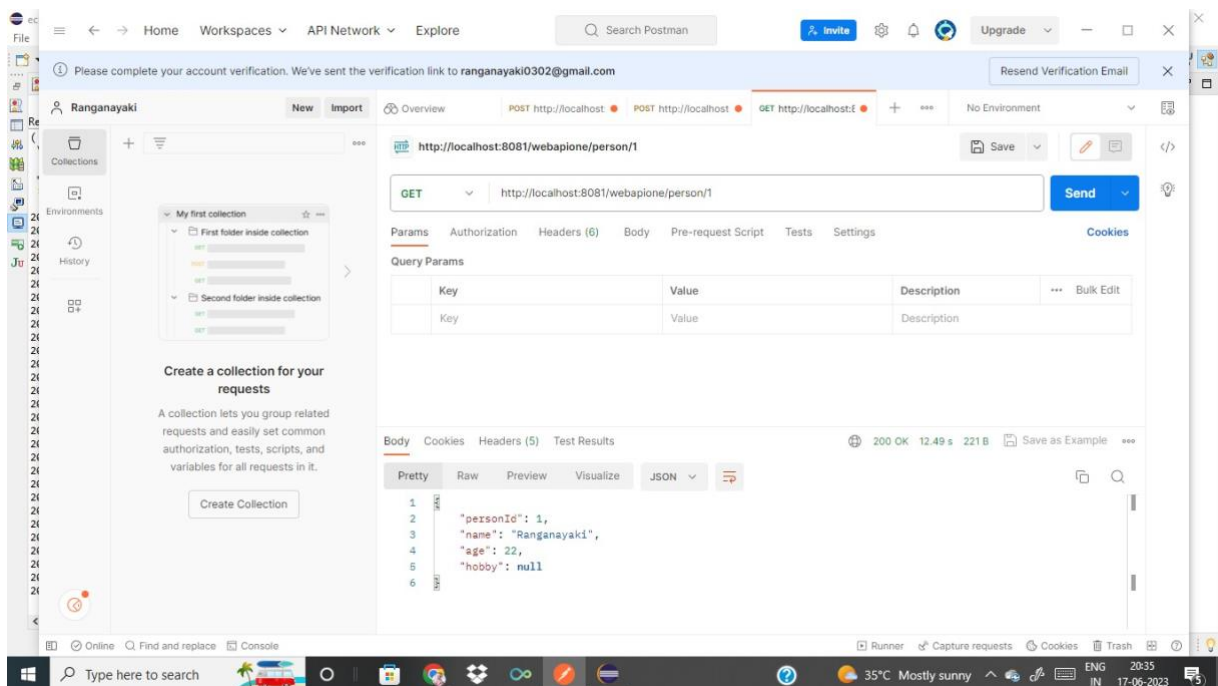 ec
File
Home Workspaces API Network Explore Search Postman Invite Upgrade
Please complete your account verification. We've sent the verification link to ranganayaki0302@gmail.com Resend Verification Email
Ranganayaki New Import Overview POST http://localhost POST http://localhost GET http://localhost:8 No Environment
Re
Collections
Environments
History
My first collection
First folder inside collection
GET
POST
GET
Second folder inside collection
GET
GET
Create a collection for your
requests
A collection lets you group related
requests and easily set common
authorization, tests, scripts, and
variables for all requests in it.
Create Collection
HTTP http://localhost:8081/webapione/person/1 Save </>
GET http://localhost:8081/webapione/person/1 Send
Params Authorization Headers (6) Body Pre-request Script Tests Settings Cookies
Query Params
Key Value Description Bulk Edit
Key Value Description
Body Cookies Headers (5) Test Results 200 OK 12.49 s 221 B Save as Example
Pretty Raw Preview Visualize JSON
1 {
2 "personId": 1,
3 "name": "Ranganayaki",
4 "age": 22,
5 "hobby": null
6 }
Online Find and replace Console Runner Capture requests Cookies Trash
Type here to search 35°C Mostly sunny ENG 20:35
IN 17-06-2023